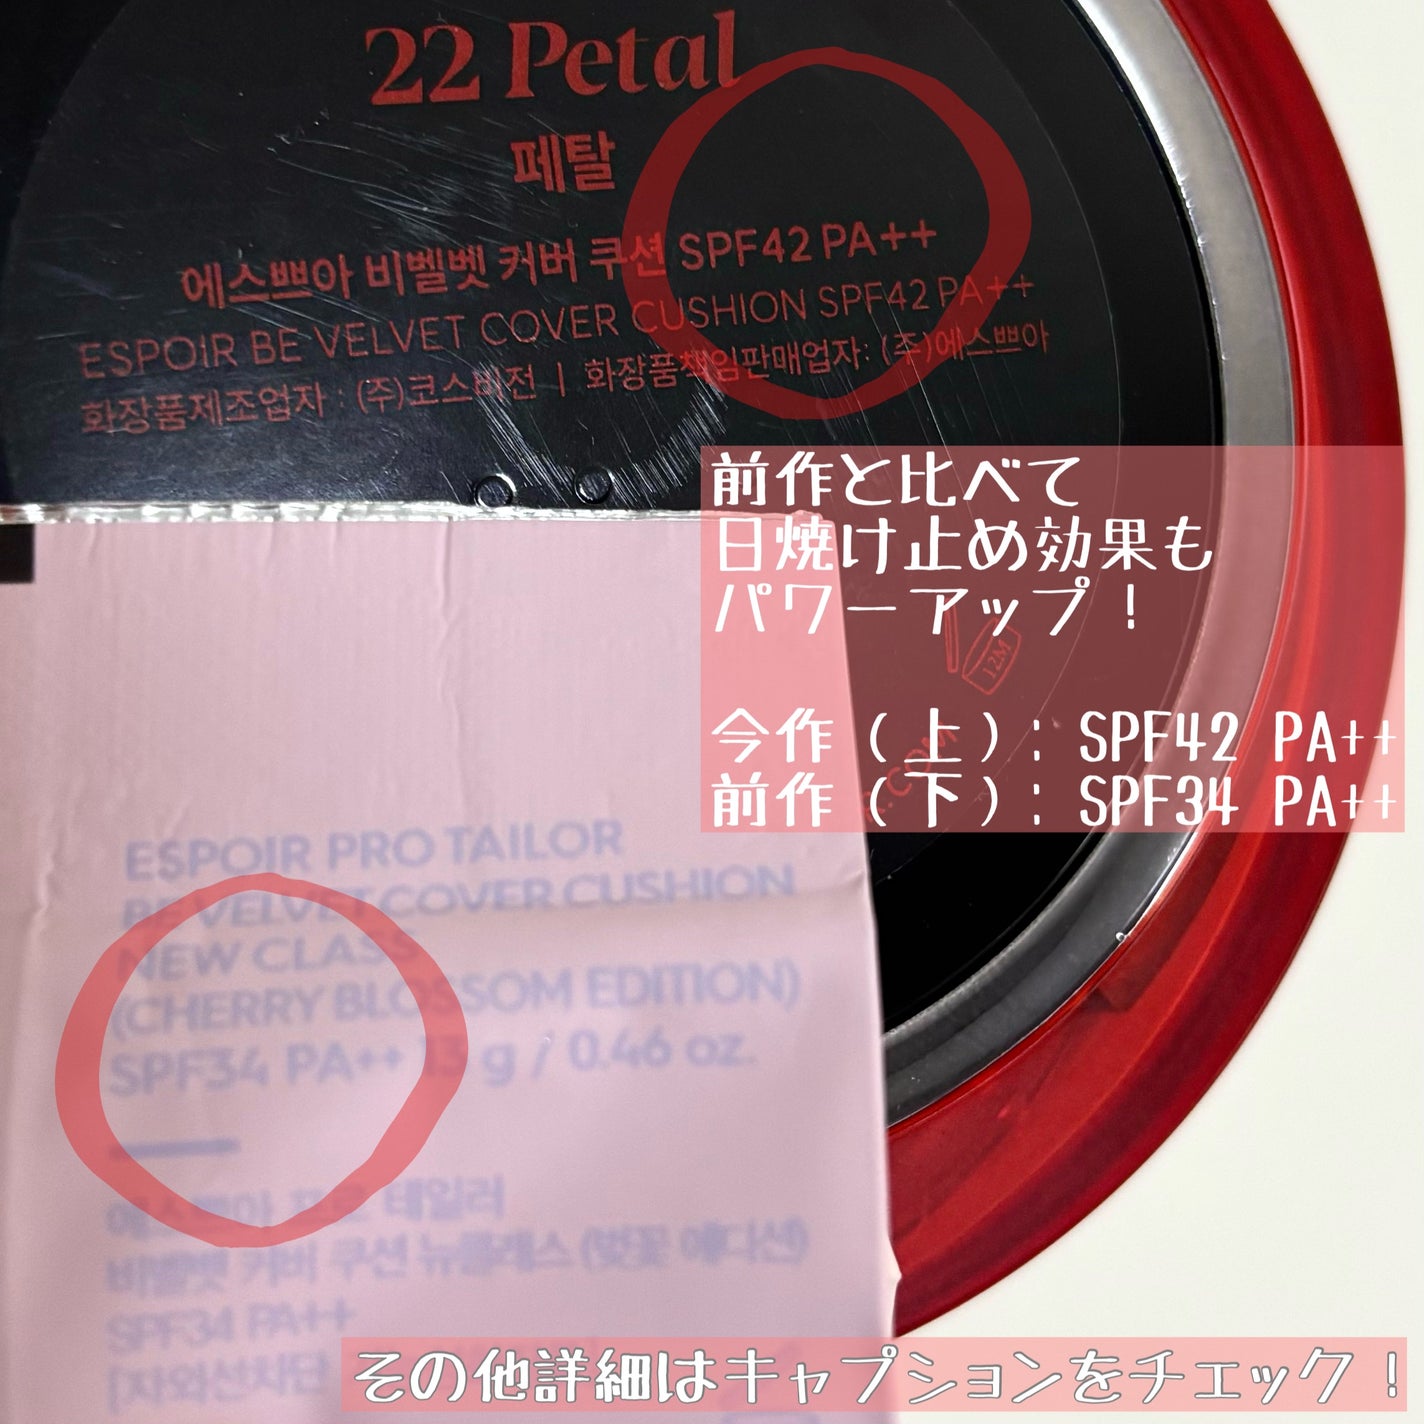 22 Petal
페탈
에스쁘아 비벨벳 커버 쿠션 SPF42 PA++
ESPOIR BE VELVET COVER CUSHION SPF42 PA++
화장품제조업자 : (주)코스비전 | 화장품책임판매업자: (주)에스쁘아
前作と比べて
日焼け止め効果も
パワーアップ！
12M
今作（上）: SPF42 PA++
前作（下）: SPF34 PA++
ESPOIR PRO TAILOR
BE VELVET COVER CUSHION
NEW CLASS
(CHERRY BLOSSOM EDITION)
SPF34 PA++ 13 g / 0.46 oz.
에스쁘아 프로 테일러
비벨벳 커버 쿠션 뉴클래스 (벚꽃 에디션)
SPF34 PA++
[자외선차단
その他詳細はキャプションをチェック！